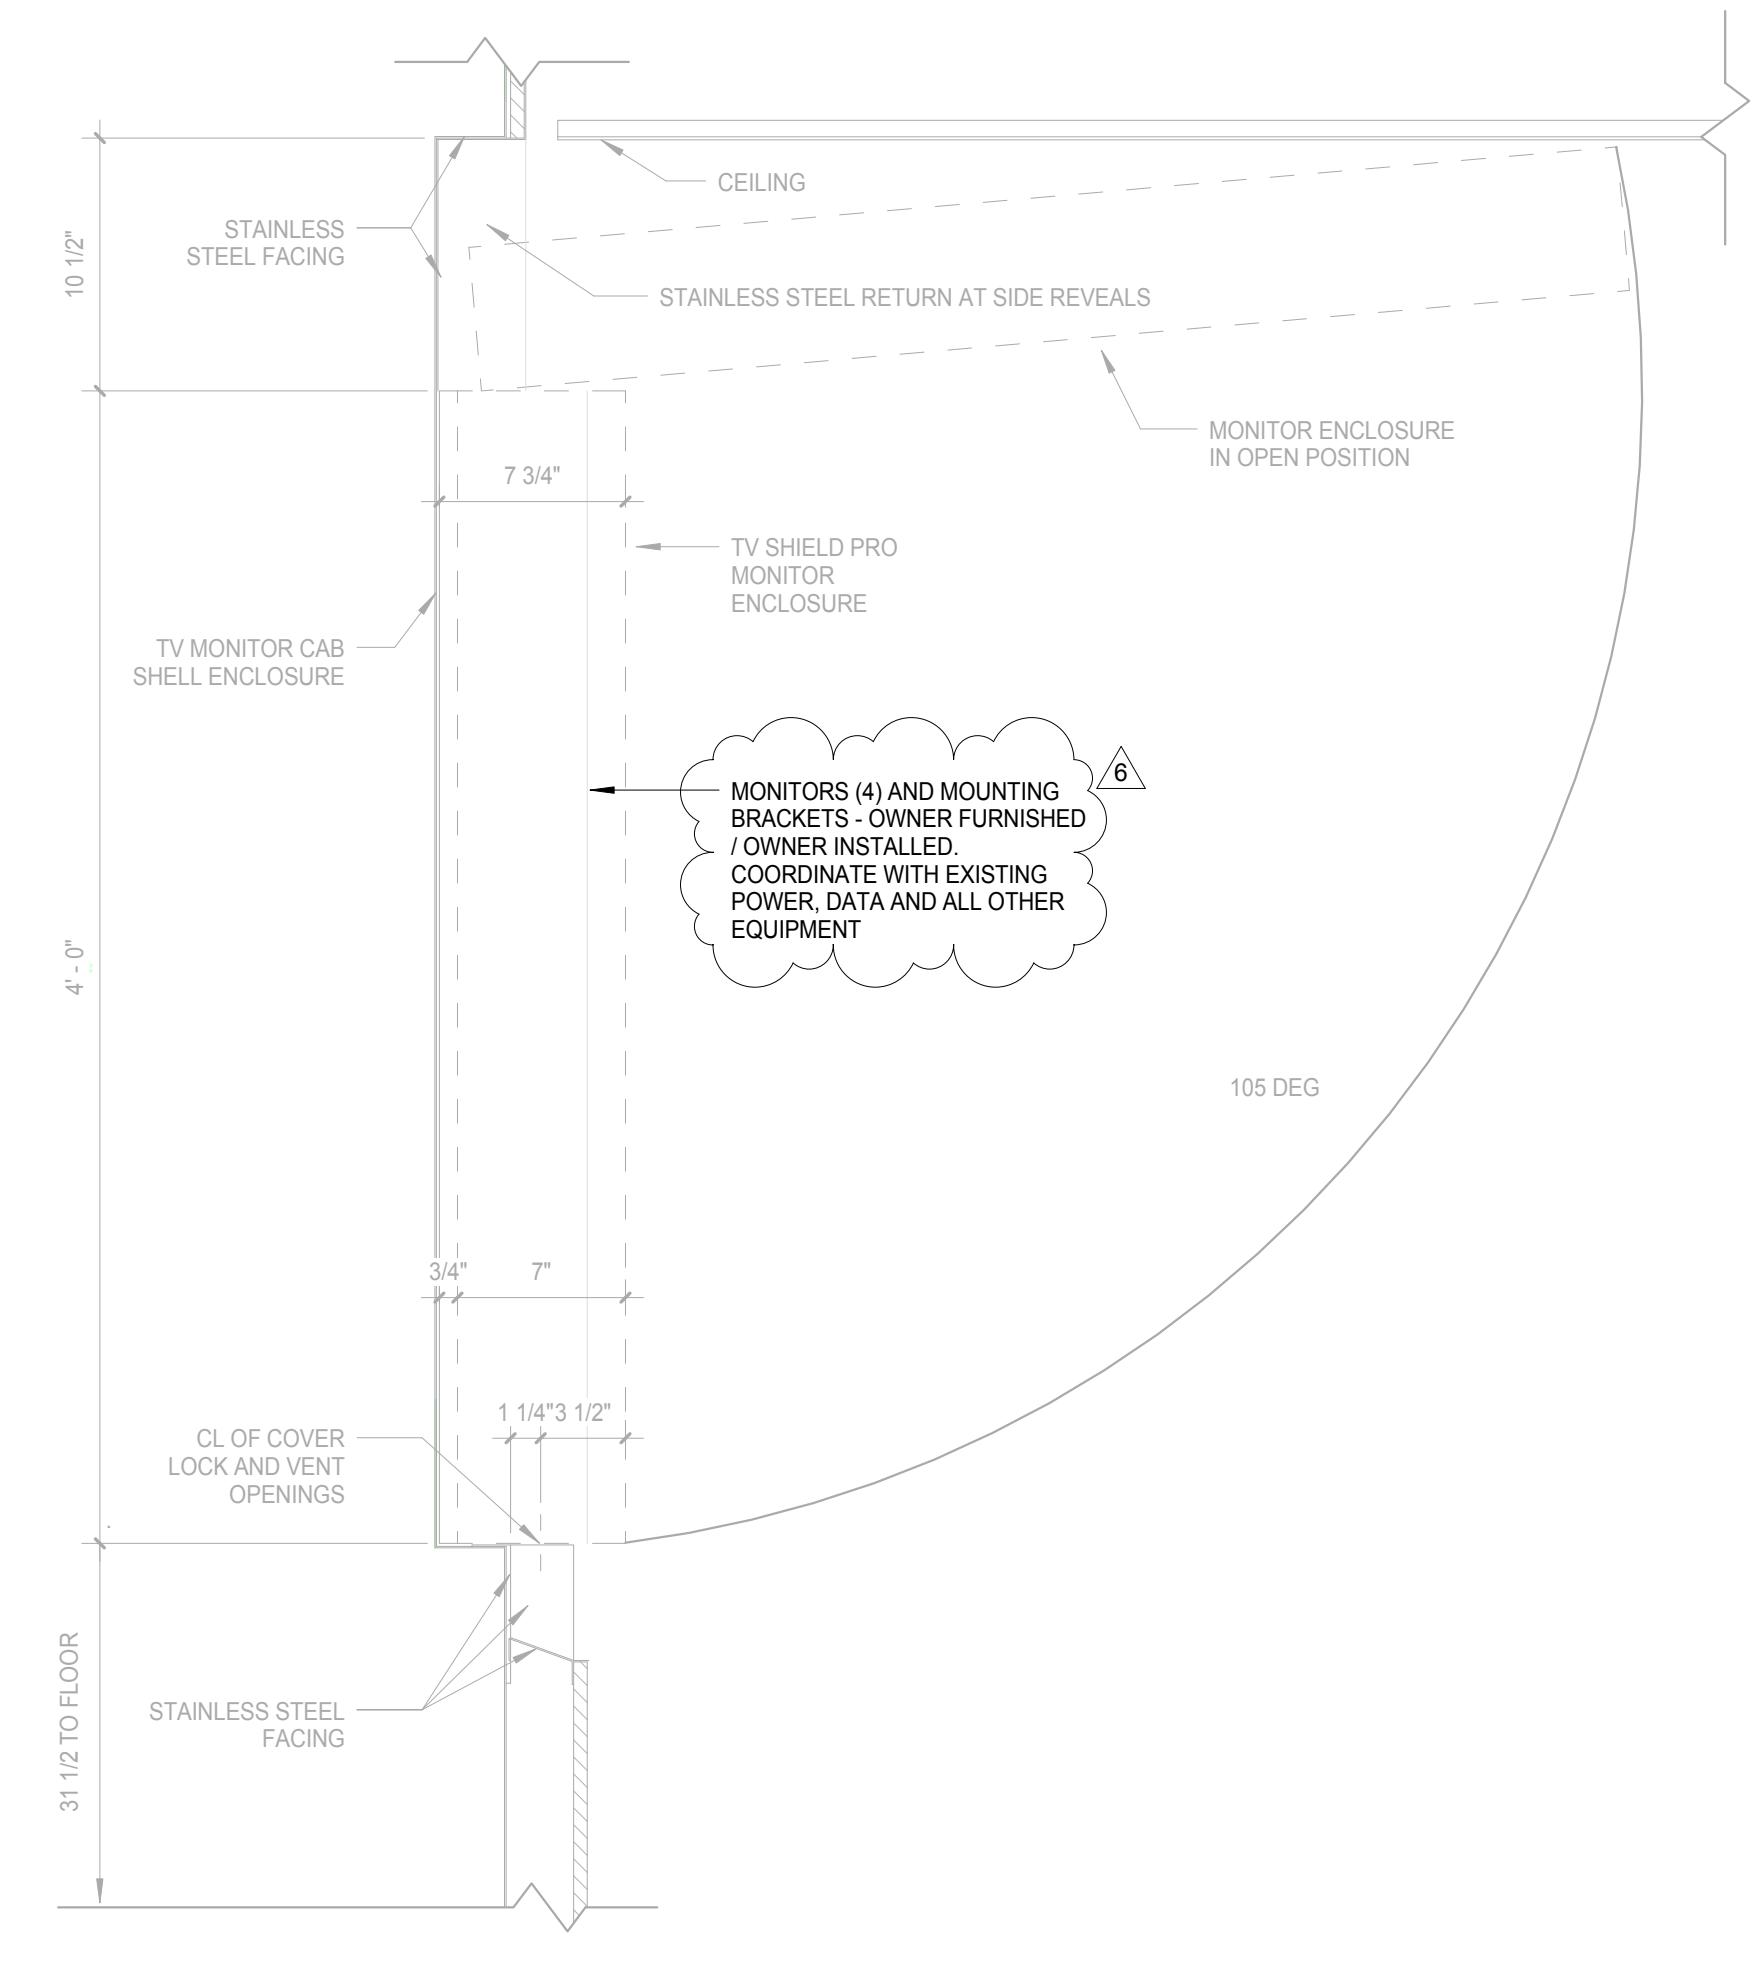 CEILING
STAINLESS
STEEL FACING
10 1/2"
STAINLESS STEEL RETURN AT SIDE REVEALS
MONITOR ENCLOSURE
IN OPEN POSITION
7 3/4"
TV SHIELD PRO
MONITOR
ENCLOSURE
TV MONITOR CAB
SHELL ENCLOSURE
6
MONITORS (4) AND MOUNTING
BRACKETS - OWNER FURNISHED
/ OWNER INSTALLED.
COORDINATE WITH EXISTING
POWER, DATA AND ALL OTHER
EQUIPMENT
4' - 0"
105 DEG
3/4"
7"
1 1/4"
3 1/2"
CL OF COVER
LOCK AND VENT
OPENINGS
31 1/2 TO FLOOR
STAINLESS STEEL
FACING